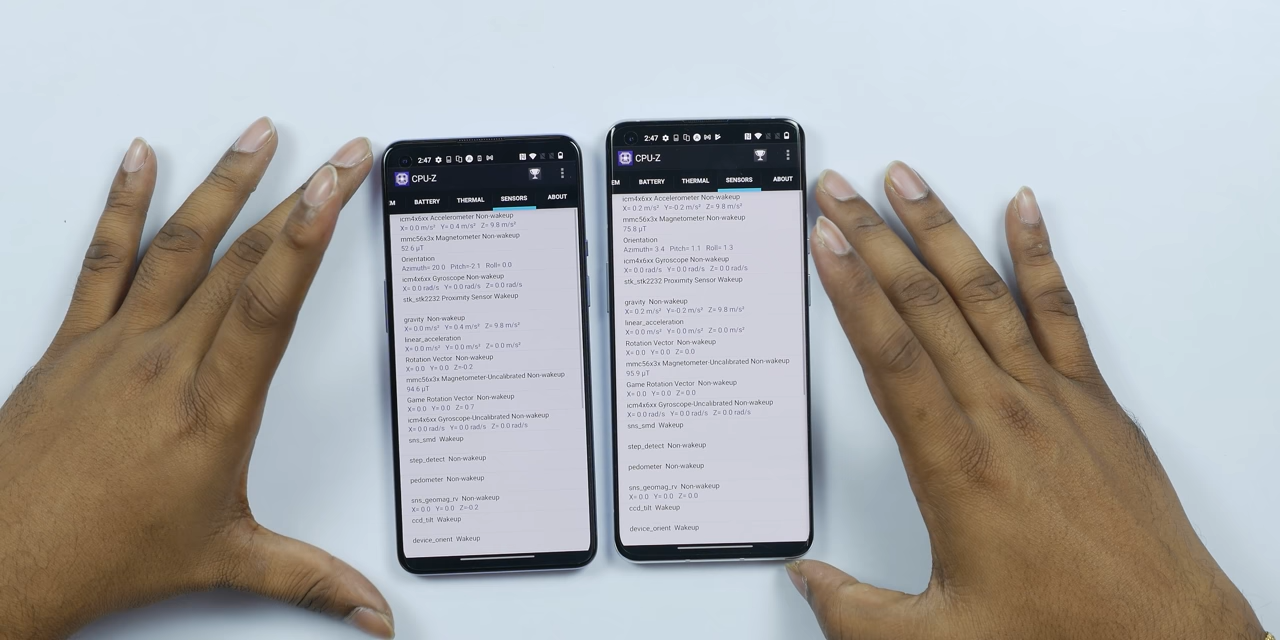 2:47
CPU-Z
M BATTERY THERMAL SENSORS ABOUT
icm4x6xx Accelerometer Non-wakeup
X= 0.0 m/s² Y= 0.4 m/s² Z= 9.8 m/s²
mmc56x3x Magnetometer Non-wakeup
52.6 µT
Orientation
Azimuth= 20.0 Pitch=-2.1 Roll= 0.0
icm4x6xx Gyroscope Non-wakeup
X= 0.0 rad/s Y= 0.0 rad/s Z= 0.0 rad/s
stk_stk2232 Proximity Sensor Wakeup
gravity Non-wakeup
X= 0.0 m/s² Y= 0.4 m/s² Z= 9.8 m/s²
linear_acceleration
X= 0.0 m/s² Y= 0.0 m/s² Z= 0.0 m/s²
Rotation Vector Non-wakeup
X= 0.0 Y= 0.0 Z=-0.2
mmc56x3x Magnetometer-Uncalibrated Non-wakeup
94.6 µT
Game Rotation Vector Non-wakeup
X= 0.0 Y= 0.0 Z= 0.7
icm4x6xx Gyroscope-Uncalibrated Non-wakeup
X= 0.0 rad/s Y= 0.0 rad/s Z= 0.0 rad/s
sns_smd Wakeup
step_detect Non-wakeup
pedometer Non-wakeup
sns_geomag_rv Non-wakeup
X= 0.0 Y= 0.0 Z=-0.2
ccd_tilt Wakeup
device_orient Wakeup
2:47
CPU-Z
EM BATTERY THERMAL SENSORS ABOUT
icm4x6xx Accelerometer Non-wakeup
X= 0.2 m/s² Y=-0.2 m/s² Z= 9.8 m/s²
mmc56x3x Magnetometer Non-wakeup
75.8 µT
Orientation
Azimuth= 3.4 Pitch= 1.1 Roll= 1.3
icm4x6xx Gyroscope Non-wakeup
X= 0.0 rad/s Y= 0.0 rad/s Z= 0.0 rad/s
stk_stk2232 Proximity Sensor Wakeup
gravity Non-wakeup
X= 0.2 m/s² Y=-0.2 m/s² Z= 9.8 m/s²
linear_acceleration
X= 0.0 m/s² Y= 0.0 m/s² Z= 0.0 m/s²
Rotation Vector Non-wakeup
X= 0.0 Y= 0.0 Z= 0.0
mmc56x3x Magnetometer-Uncalibrated Non-wakeup
95.9 µT
Game Rotation Vector Non-wakeup
X= 0.0 Y= 0.0 Z= 0.0
icm4x6xx Gyroscope-Uncalibrated Non-wakeup
X= 0.0 rad/s Y= 0.0 rad/s Z= 0.0 rad/s
sns_smd Wakeup
step_detect Non-wakeup
pedometer Non-wakeup
sns_geomag_rv Non-wakeup
X= 0.0 Y= 0.0 Z= 0.0
ccd_tilt Wakeup
device_orient Wakeup